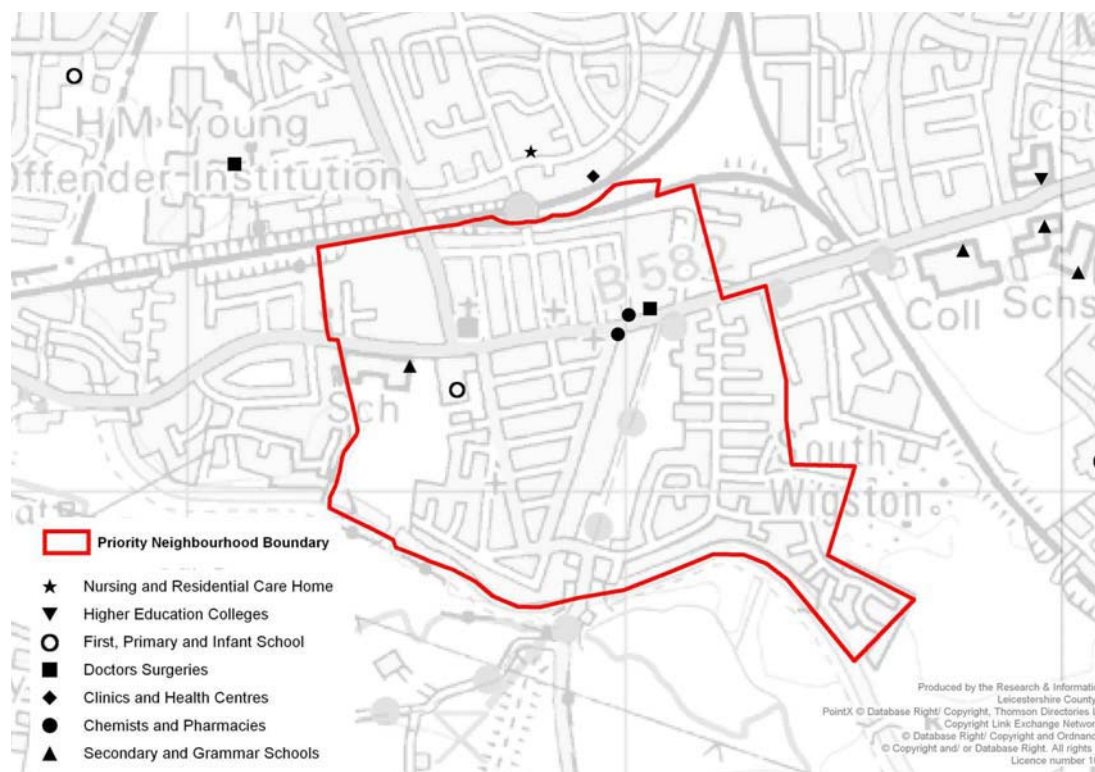 H M Young
Offender Institution
B 582
Coll
Schs
Sch
South
Wigston
Priority Neighbourhood Boundary
Nursing and Residential Care Home
Higher Education Colleges
First, Primary and Infant School
Doctors Surgeries
Clinics and Health Centres
Chemists and Pharmacies
Secondary and Grammar Schools
Produced by the Research & Informati
Leicestershire County
PointX © Database Right/ Copyright, Thomson Directories L
Copyright Link Exchange Networ
© Database Right/ Copyright and Ordnanc
© Copyright and/ or Database Right. All rights
Licence number 10